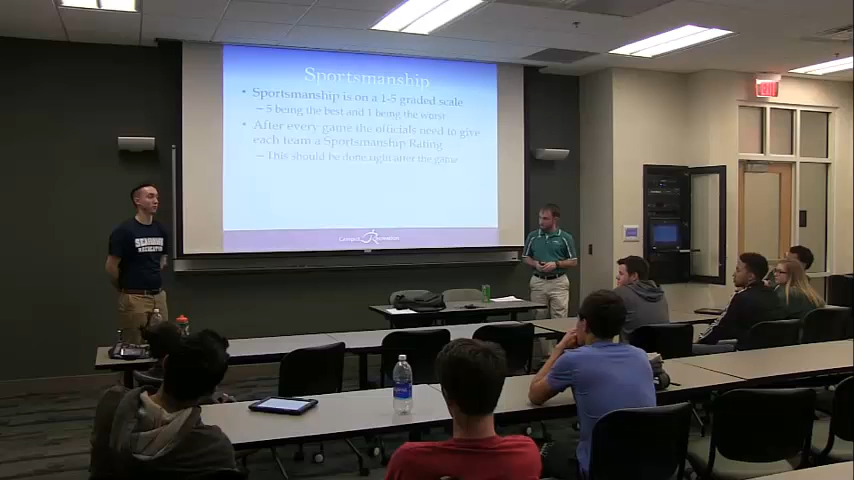 Sportsmanship
• Sportsmanship is on a 1-5 graded scale
– 5 being the best and 1 being the worst
• After every game the officials need to give
each team a Sportsmanship Rating
– This should be done right after the game
Campus Recreation
EXIT
RECREATION